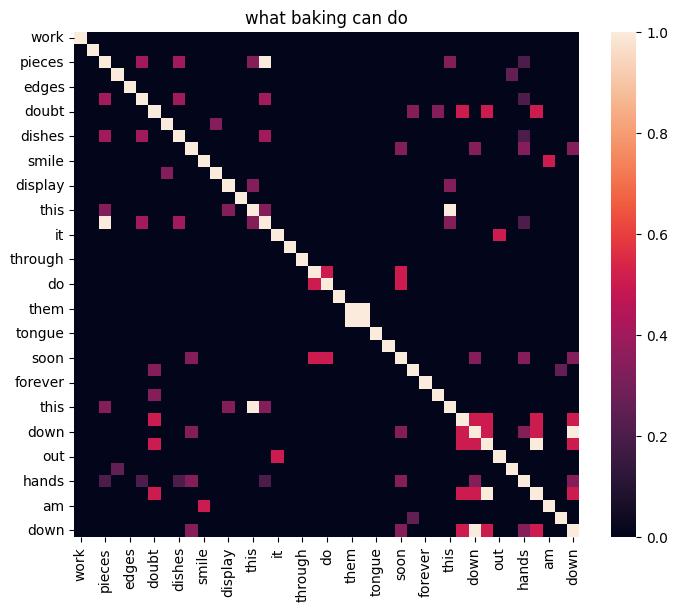 what baking can do
work
pieces
edges
doubt
dishes
smile
display
this
it
through
do
them
tongue
soon
forever
this
down
out
hands
am
down
1.0
0.8
0.6
0.4
0.2
0.0
work
pieces
edges
doubt
dishes
smile
display
this
it
through
do
them
tongue
soon
forever
this
down
out
hands
am
down